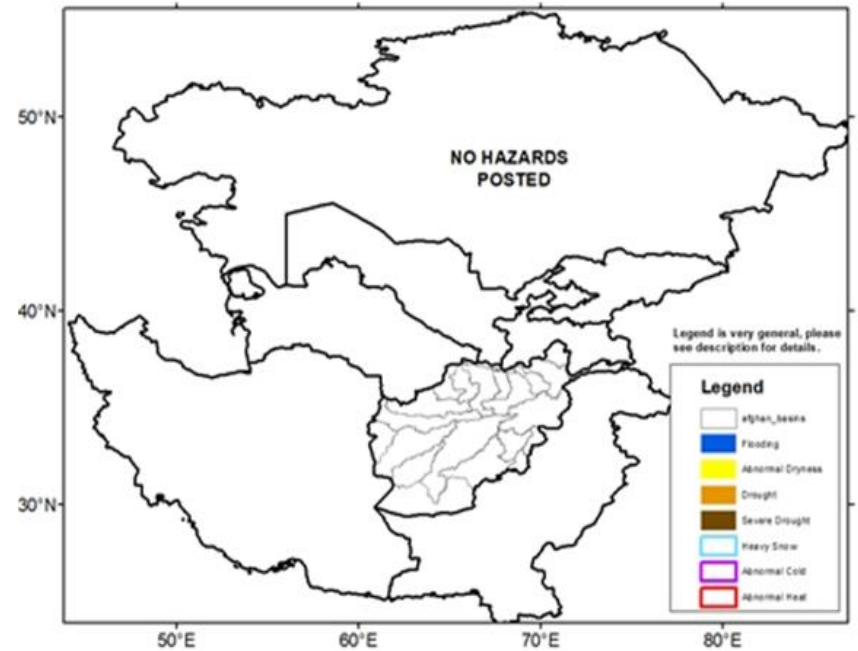 50°N
NO HAZARDS
POSTED
40°N
Legend is very general, please
see description for details.
Legend
afghan_basins
Flooding
Abnormal Dryness
Drought
Severe Drought
Heavy Snow
Abnormal Cold
Abnormal Heat
30°N
50°E 60°E 70°E 80°E